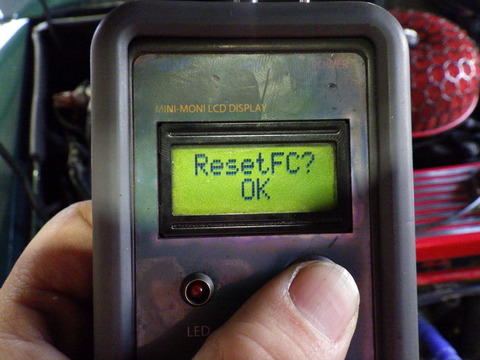 MINI-MONI LCD DISPLAY
ResetFC?
OK
LED